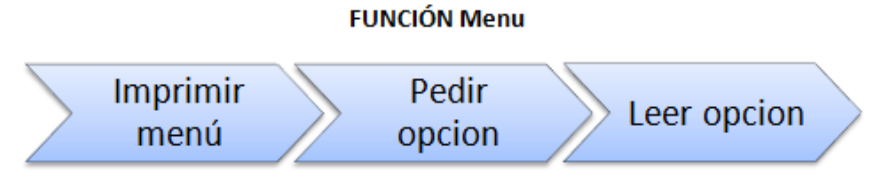 FUNCIÓN Menu
Imprimir
menú
Pedir
opcion
Leer opcion